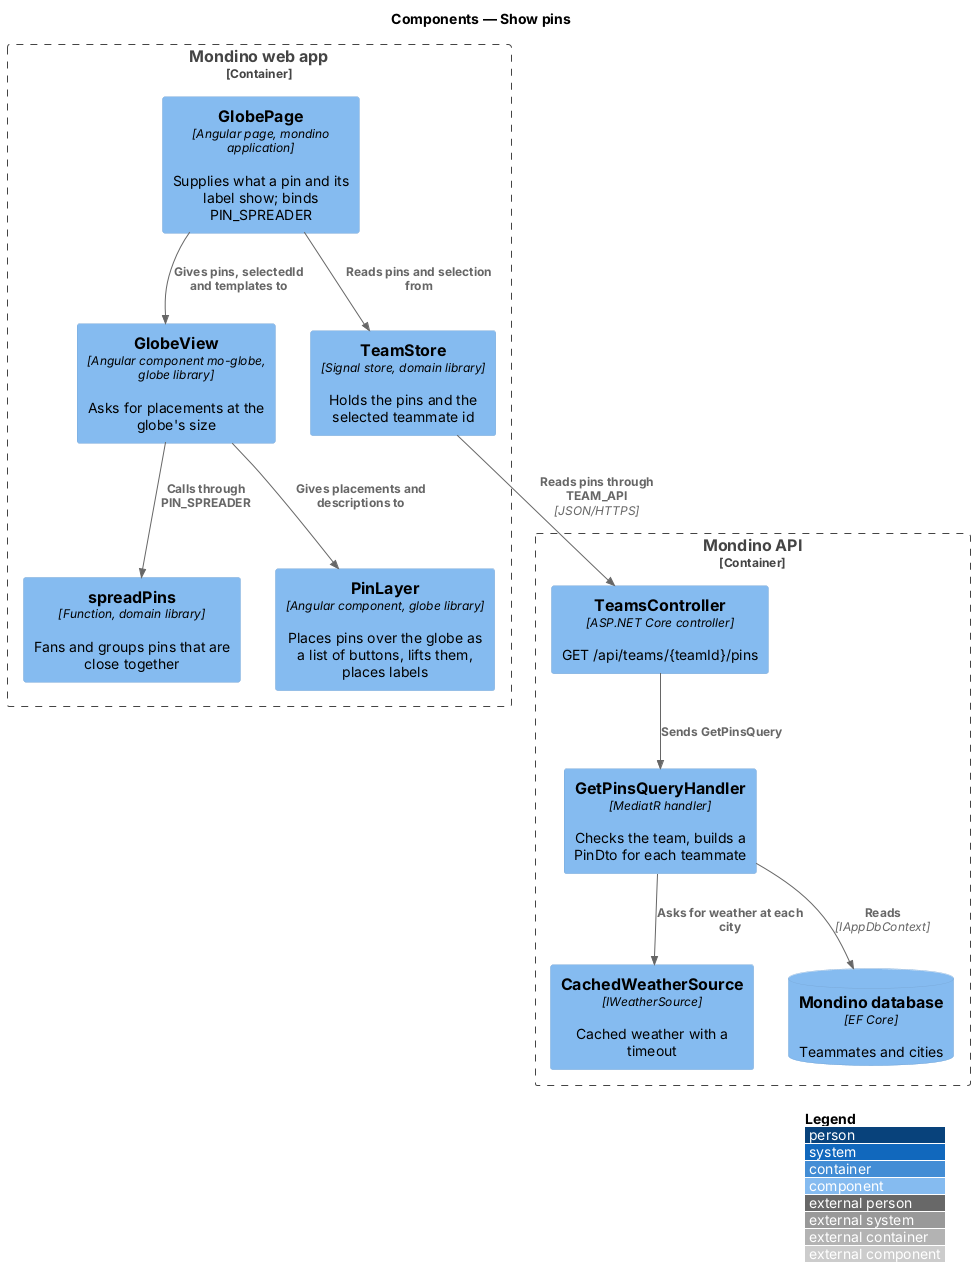 Components — Show pins
Mondino web app
[Container]
GlobePage
[Angular page, mondino
application]
Supplies what a pin and its
label show; binds
PIN_SPREADER
Gives pins, selectedId
and templates to
Reads pins and selection
from
GlobeView
[Angular component mo-globe,
globe library]
Asks for placements at the
globe's size
TeamStore
[Signal store, domain library]
Holds the pins and the
selected teammate id
Calls through
PIN_SPREADER
Gives placements and
descriptions to
Reads pins through
TEAM_API
[JSON/HTTPS]
spreadPins
[Function, domain library]
Fans and groups pins that are
close together
PinLayer
[Angular component, globe library]
Places pins over the globe as
a list of buttons, lifts them,
places labels
Mondino API
[Container]
TeamsController
[ASP.NET Core controller]
GET /api/teams/{teamId}/pins
Sends GetPinsQuery
GetPinsQueryHandler
[MediatR handler]
Checks the team, builds a
PinDto for each teammate
Asks for weather at each
city
Reads
[IAppDbContext]
CachedWeatherSource
[IWeatherSource]
Cached weather with a
timeout
Mondino database
[EF Core]
Teammates and cities
Legend
person
system
container
component
external person
external system
external container
external component